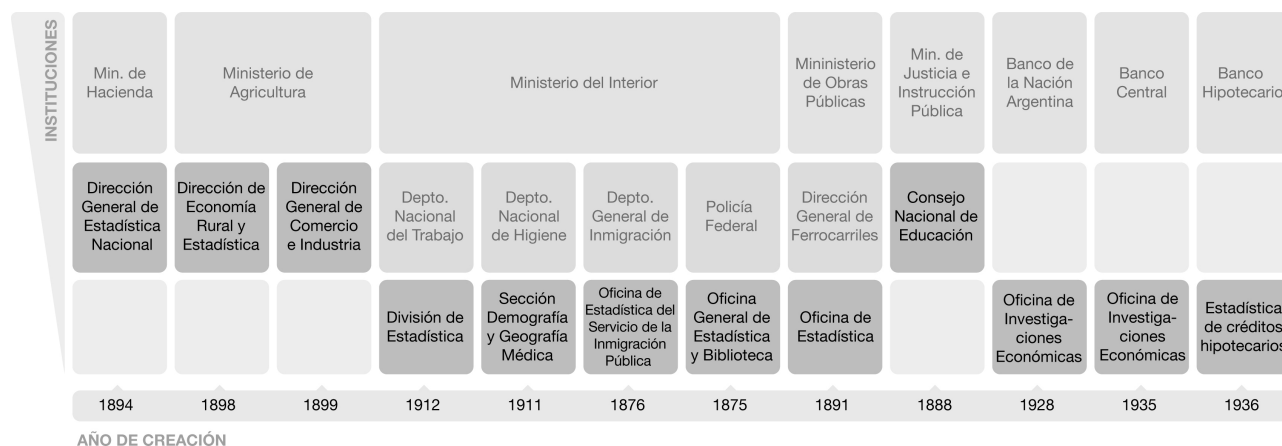 INSTITUCIONES
Min. de
Hacienda
Ministerio de
Agricultura
Ministerio del Interior
Mininisterio
de Obras
Públicas
Min. de
Justicia e
Instrucción
Pública
Banco de
la Nación
Argentina
Banco
Central
Banco
Hipotecario
Dirección
General de
Estadística
Nacional
Dirección de
Economía
Rural y
Estadística
Dirección
General de
Comercio
e Industria
Depto.
Nacional
del Trabajo
Depto.
Nacional
de Higiene
Depto.
General de
Inmigración
Policía
Federal
Dirección
General de
Ferrocarriles
Consejo
Nacional de
Educación
División de
Estadística
Sección
Demografía
y Geografía
Médica
Oficina de
Estadística del
Servicio de la
Inmigración
Pública
Oficina
General de
Estadística
y Biblioteca
Oficina de
Estadística
Oficina de
Investiga-
ciones
Económicas
Oficina de
Investiga-
ciones
Económicas
Estadística
de créditos
hipotecarios
1894 1898 1899 1912 1911 1876 1875 1891 1888 1928 1935 1936
AÑO DE CREACIÓN